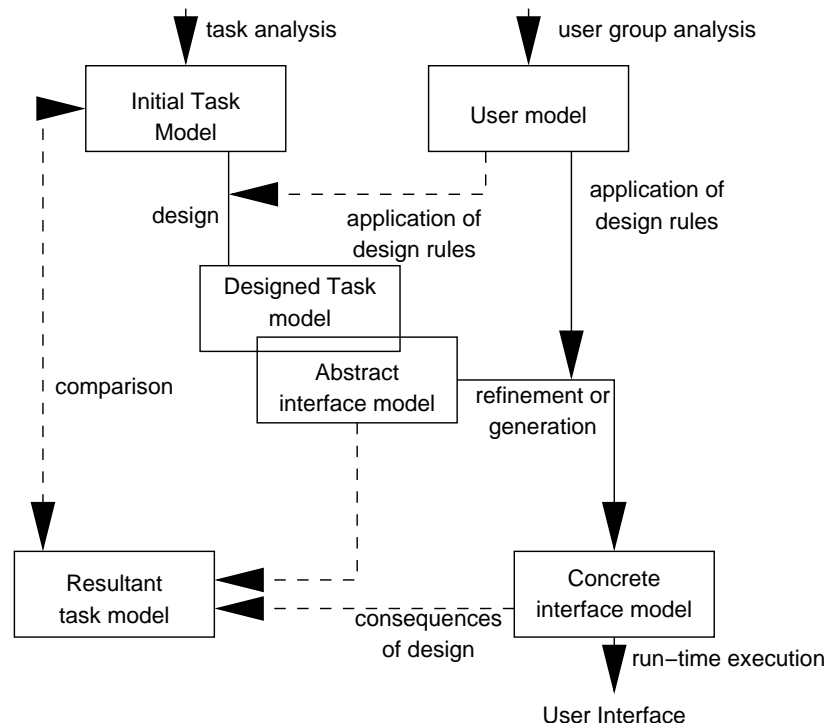 task analysis
user group analysis
Initial Task
Model
User model
design
application of
design rules
application of
design rules
Designed Task
model
Abstract
interface model
comparison
refinement or
generation
Resultant
task model
Concrete
interface model
consequences
of design
run−time execution
User Interface